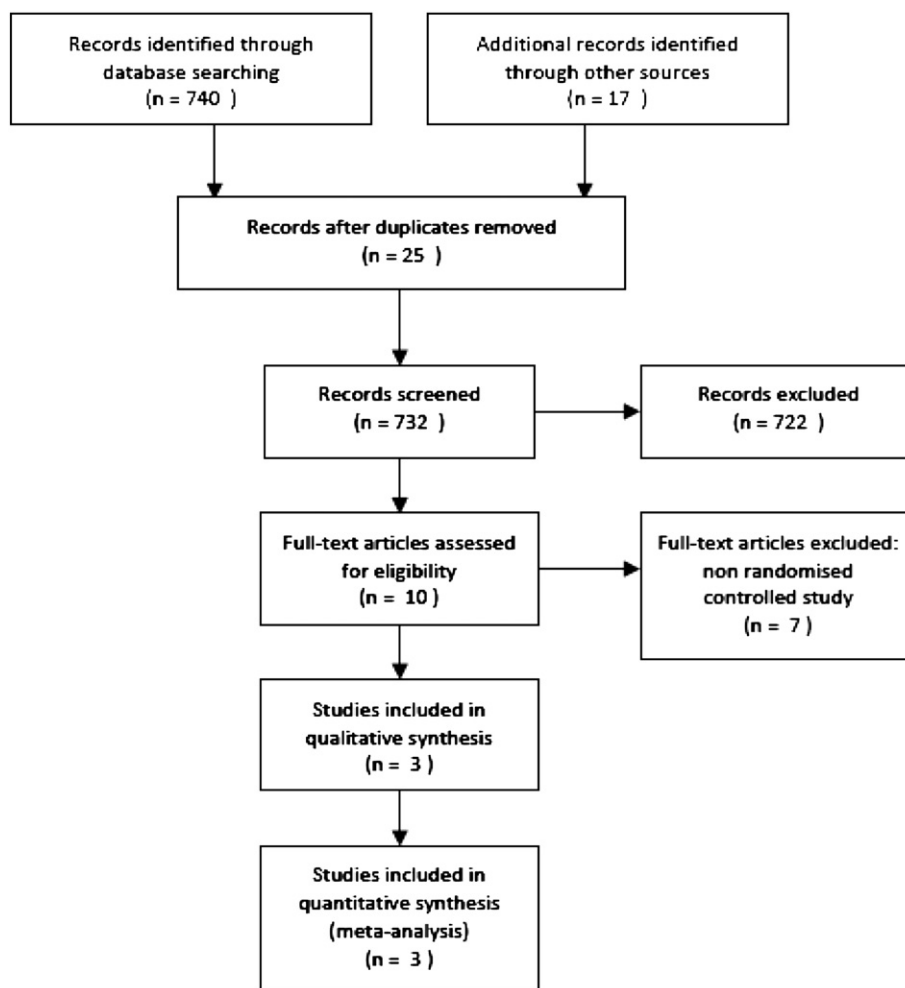 Records identified through
database searching
(n = 740 )
Additional records identified
through other sources
(n = 17 )
Records after duplicates removed
(n = 25 )
Records screened
(n = 732 )
Records excluded
(n = 722 )
Full-text articles assessed
for eligibility
(n = 10 )
Full-text articles excluded:
non randomised
controlled study
(n = 7 )
Studies included in
qualitative synthesis
(n = 3 )
Studies included in
quantitative synthesis
(meta-analysis)
(n = 3 )